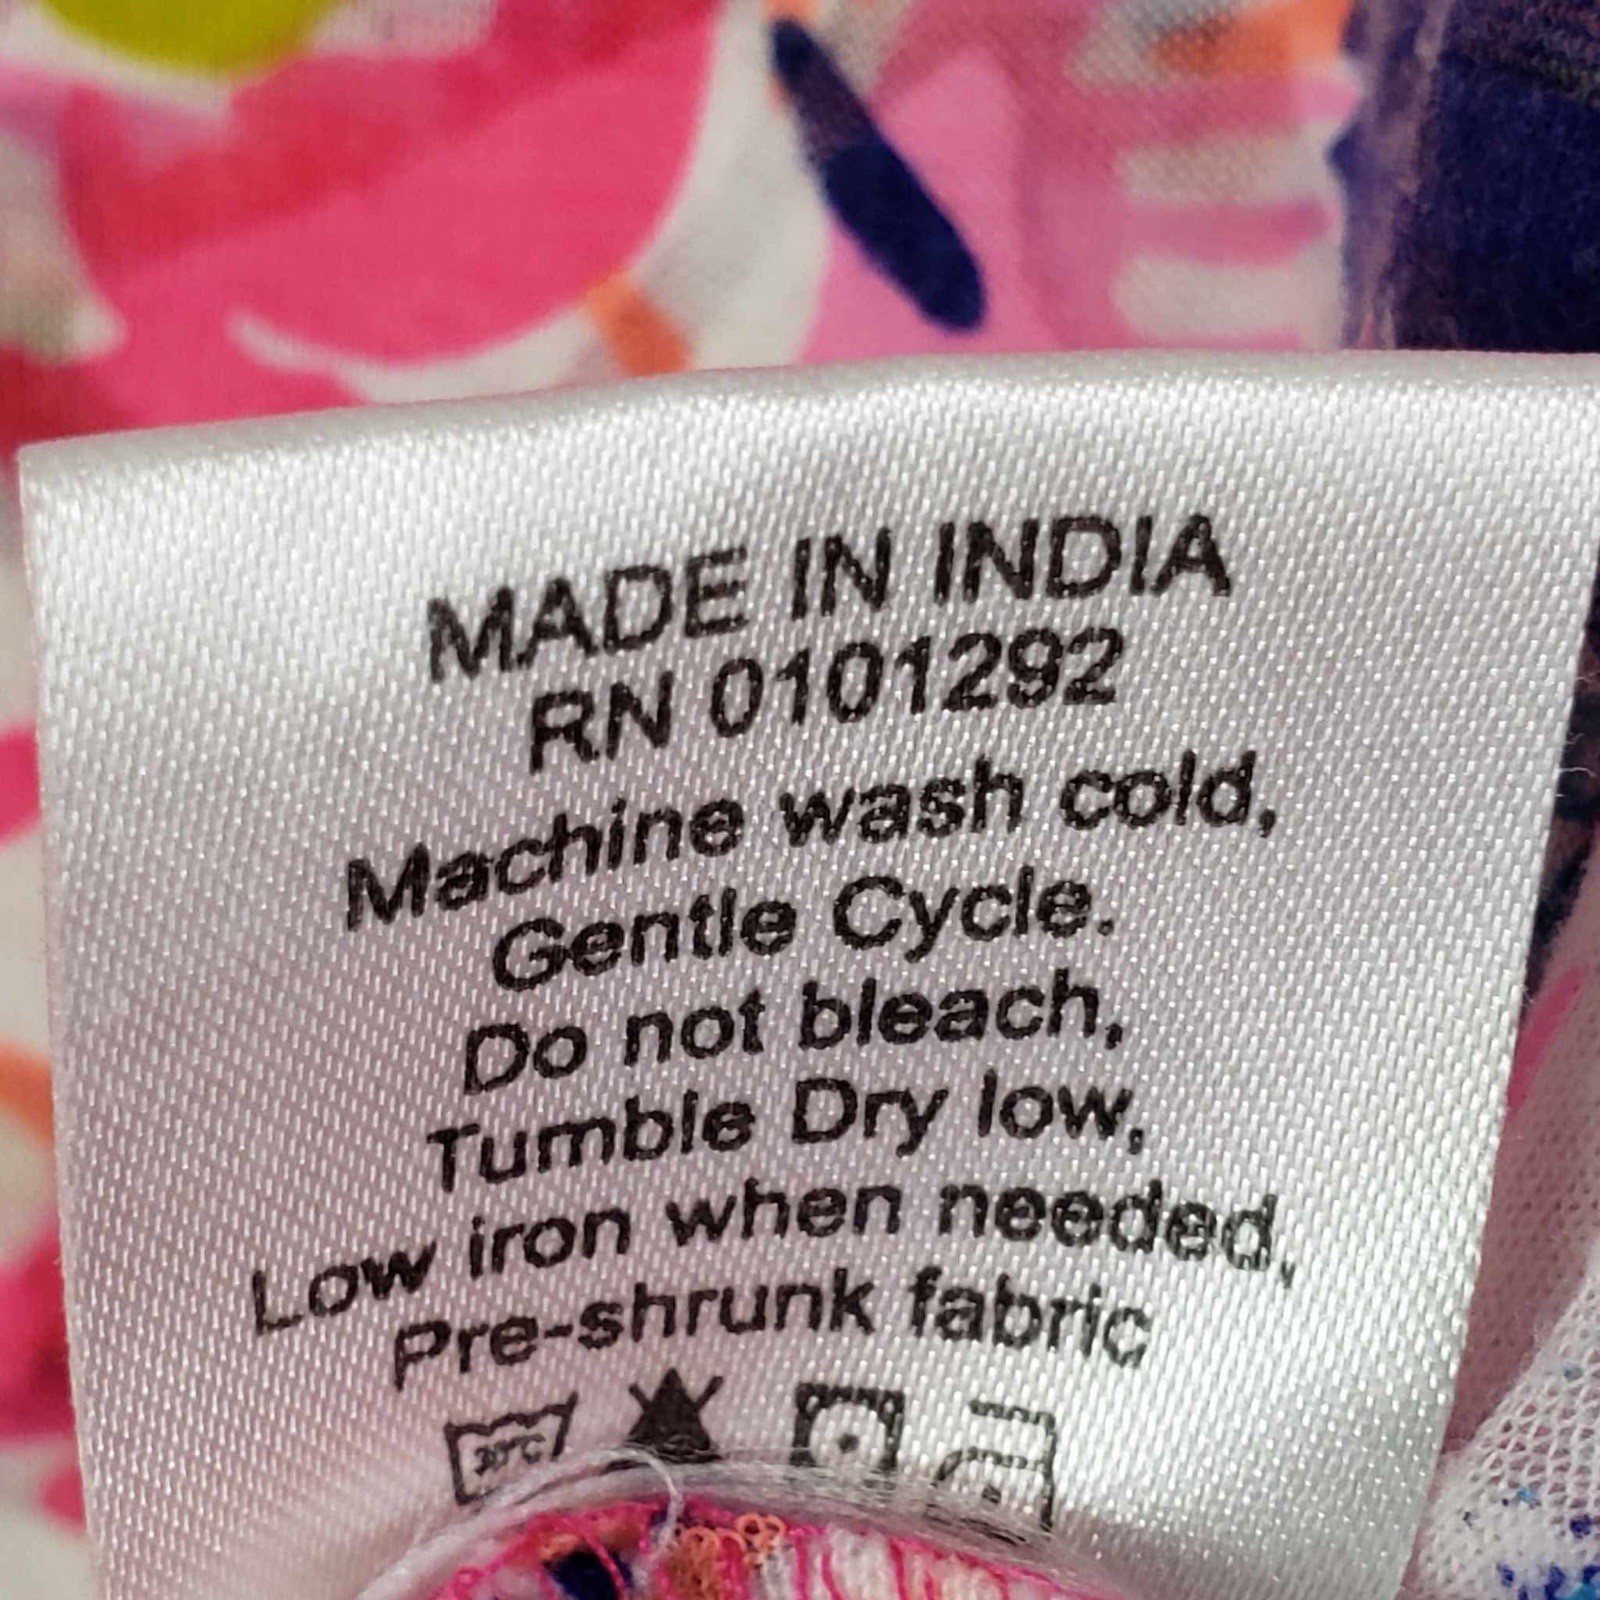 MADE IN INDIA
RN 0101292
Machine wash cold,
Gentle Cycle.
Do not bleach,
Tumble Dry low,
Low iron when needed,
Pre-shrunk fabric
30°C